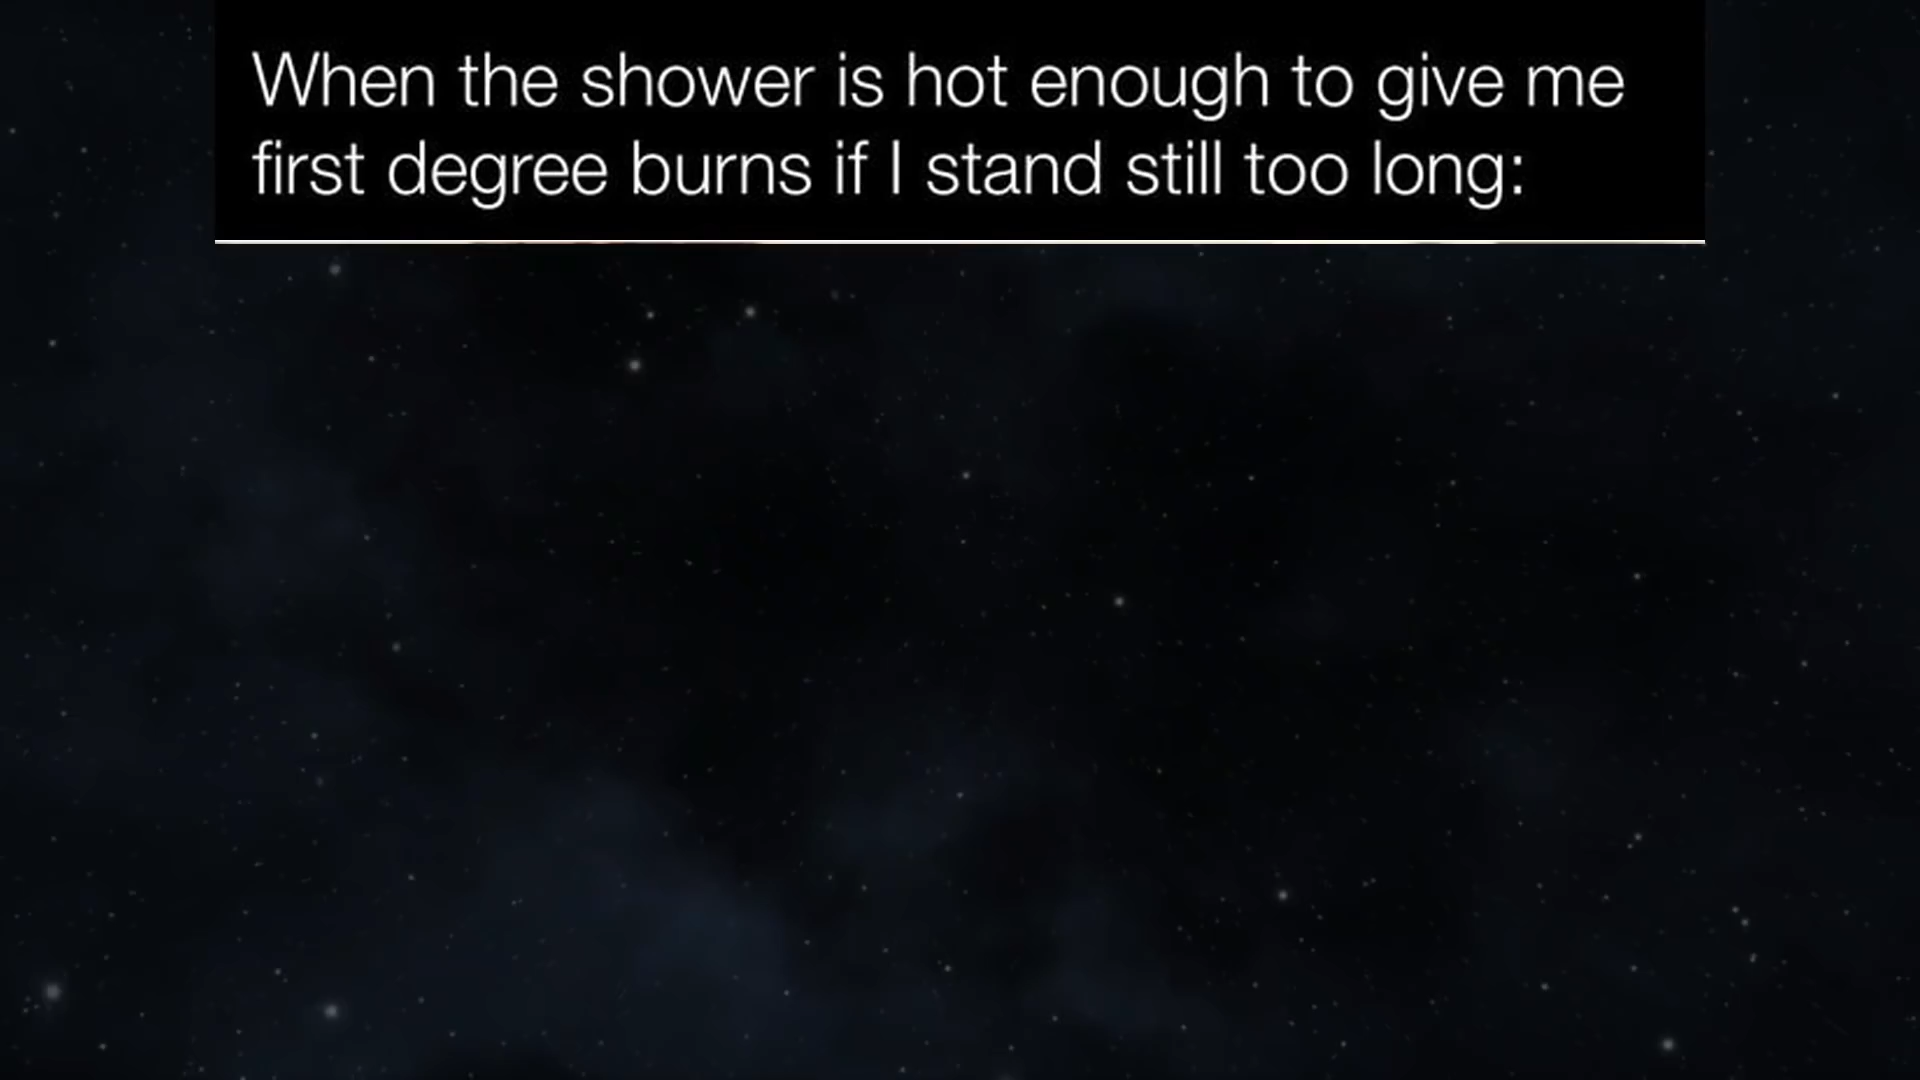 When the shower is hot enough to give me
first degree burns if I stand still too long: